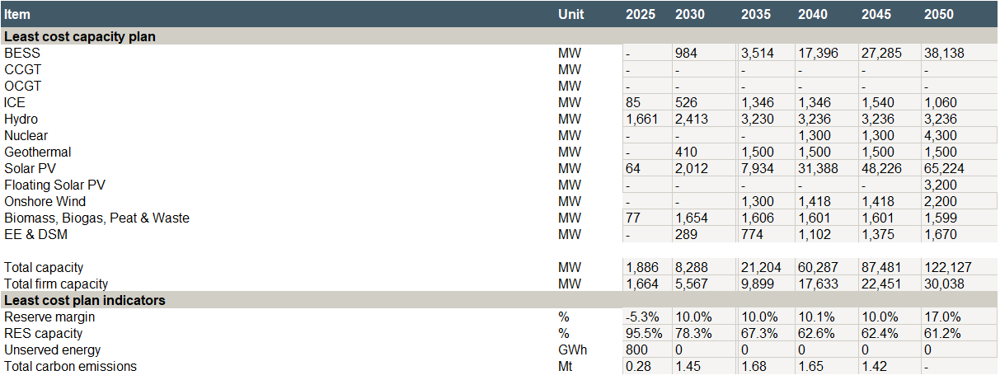 Item Unit 2025 2030 2035 2040 2045 2050
Least cost capacity plan
BESS MW - 984 3,514 17,396 27,285 38,138
CCGT MW - - - - - -
OCGT MW - - - - - -
ICE MW 85 526 1,346 1,346 1,540 1,060
Hydro MW 1,661 2,413 3,230 3,236 3,236 3,236
Nuclear MW - - - 1,300 1,300 4,300
Geothermal MW - 410 1,500 1,500 1,500 1,500
Solar PV MW 64 2,012 7,934 31,388 48,226 65,224
Floating Solar PV MW - - - - - 3,200
Onshore Wind MW - - 1,300 1,418 1,418 2,200
Biomass, Biogas, Peat & Waste MW 77 1,654 1,606 1,601 1,601 1,599
EE & DSM MW - 289 774 1,102 1,375 1,670
Total capacity MW 1,886 8,288 21,204 60,287 87,481 122,127
Total firm capacity MW 1,664 5,567 9,899 17,633 22,451 30,038
Least cost plan indicators
Reserve margin % -5.3% 10.0% 10.0% 10.1% 10.0% 17.0%
RES capacity % 95.5% 78.3% 67.3% 62.6% 62.4% 61.2%
Unserved energy GWh 800 0 0 0 0 0
Total carbon emissions Mt 0.28 1.45 1.68 1.65 1.42 -